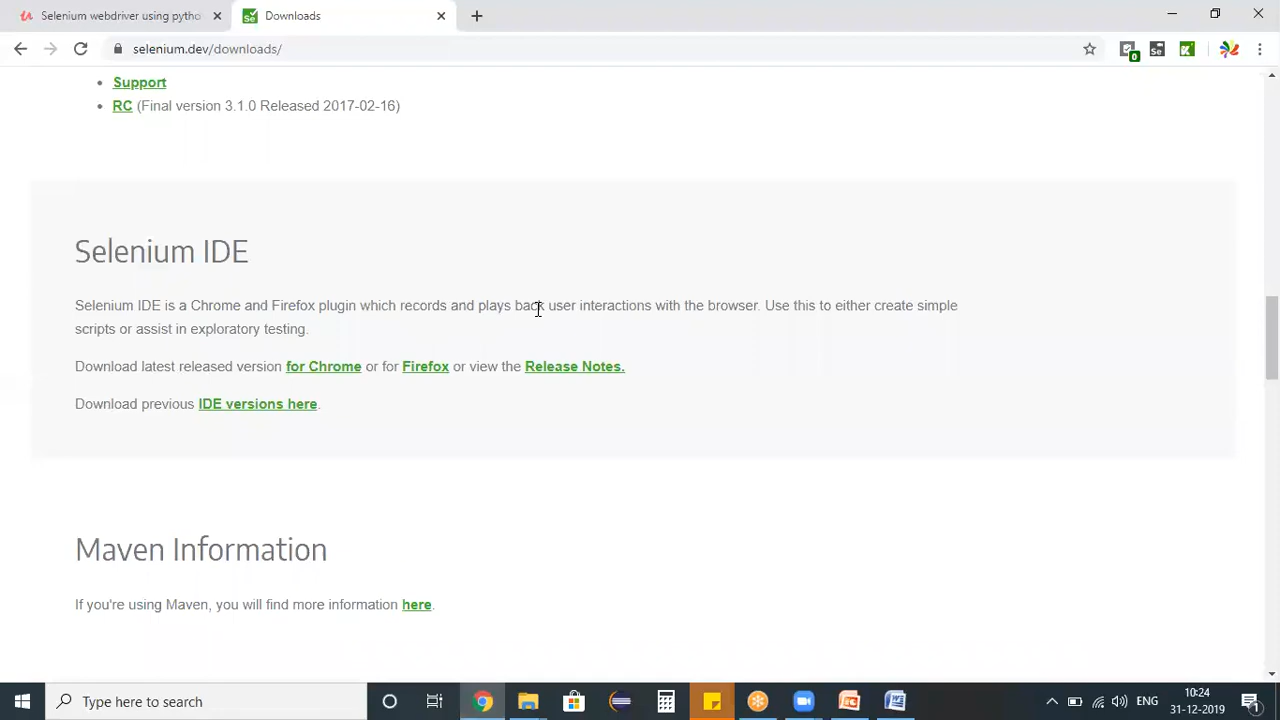 Selenium webdriver using pytho
Downloads
selenium.dev/downloads/
0
Support
RC (Final version 3.1.0 Released 2017-02-16)
Selenium IDE
Selenium IDE is a Chrome and Firefox plugin which records and plays back user interactions with the browser. Use this to either create simple
scripts or assist in exploratory testing.
Download latest released version for Chrome or for Firefox or view the Release Notes.
Download previous IDE versions here.
Maven Information
If you're using Maven, you will find more information here.
Type here to search
ENG
10:24
31-12-2019
1